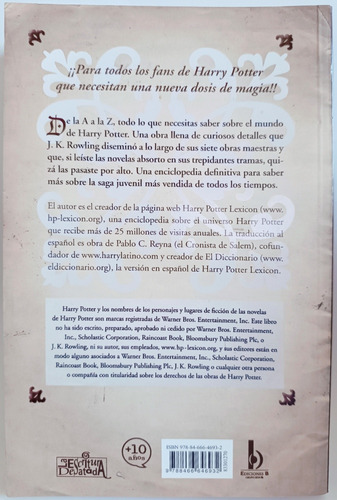 ¡¡Para todos los fans de Harry Potter
que necesitan una nueva dosis de magia!!
De la A a la Z, todo lo que necesitas saber sobre el mundo
de Harry Potter. Una obra llena de curiosos detalles que
J. K. Rowling diseminó a lo largo de sus siete obras maestras y
que, si leíste las novelas absorto en sus trepidantes tramas, qui-
zá las pasaste por alto. Una enciclopedia definitiva para saber
más sobre la saga juvenil más vendida de todos los tiempos.
El autor es el creador de la página web Harry Potter Lexicon (www.
hp-lexicon.org), una enciclopedia sobre el universo Harry Potter
que recibe más de 25 millones de visitas anuales. La traducción al
español es obra de Pablo C. Reyna (el Cronista de Salem), cofun-
dador de www.harrylatino.com y creador de El Diccionario (www.
eldiccionario.org), la versión en español de Harry Potter Lexicon.
Harry Potter y los nombres de los personajes y lugares de ficción de las novelas
de Harry Potter son marcas registradas de Warner Bros. Entertainment, Inc. Este libro
no ha sido escrito, preparado, aprobado ni cedido por Warner Bros. Entertainment,
Inc., Scholastic Corporation, Raincoast Book, Bloomsbury Publishing Plc, o
J. K. Rowling, ni su autor, sus empleados, www.hp-lexicon.org, y sus editores están en
modo alguno asociados a Warner Bros. Entertainment, Inc., Scholastic Corporation,
Raincoast Book, Bloomsbury Publishing Plc, J. K. Rowling o cualquier otra persona
o compañía con titularidad sobre los derechos de las obras de Harry Potter.
Escritura
Desatada
+10
años
ISBN 978-84-666-4693-2
9 788466 646932
b
Ediciones B